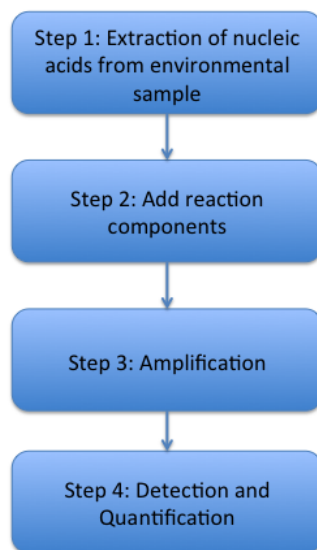 Step 1: Extraction of nucleic
acids from environmental
sample
Step 2: Add reaction
components
Step 3: Amplification
Step 4: Detection and
Quantification